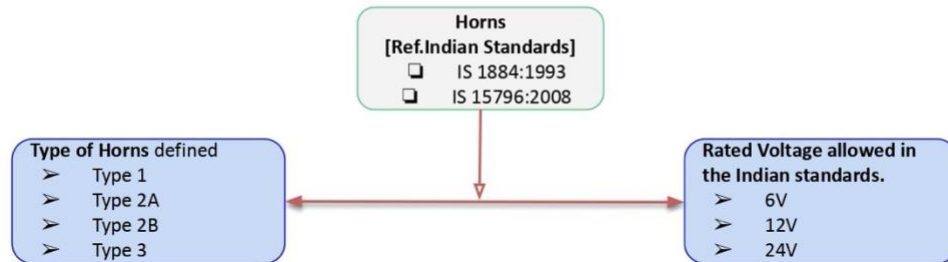 Horns
[Ref.Indian Standards]
❑ IS 1884:1993
❑ IS 15796:2008
Type of Horns defined
➢ Type 1
➢ Type 2A
➢ Type 2B
➢ Type 3
Rated Voltage allowed in
the Indian standards.
➢ 6V
➢ 12V
➢ 24V